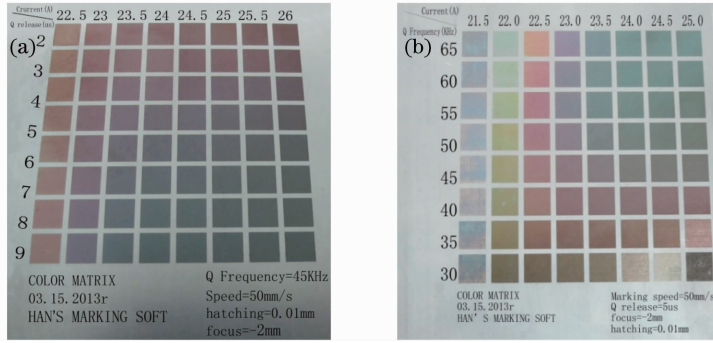 (a)
Crurrent(A)
22.5 23 23.5 24 24.5 25 25.5 26
Q release(us)
2
3
4
5
6
7
8
9
COLOR MATRIX
03.15.2013r
HAN'S MARKING SOFT
Q Frequency=45KHz
Speed=50mm/s
hatching=0.01mm
focus=-2mm
(b)
Current(A)
21.5 22.0 22.5 23.0 23.5 24.0 24.5 25.0
Q Frequency(KHz)
65
60
55
50
45
40
35
30
COLOR MATRIX
03.15.2013r
HAN'S MARKING SOFT
Marking speed=50mm/s
Q release=5us
focus=-2mm
hatching=0.01mm